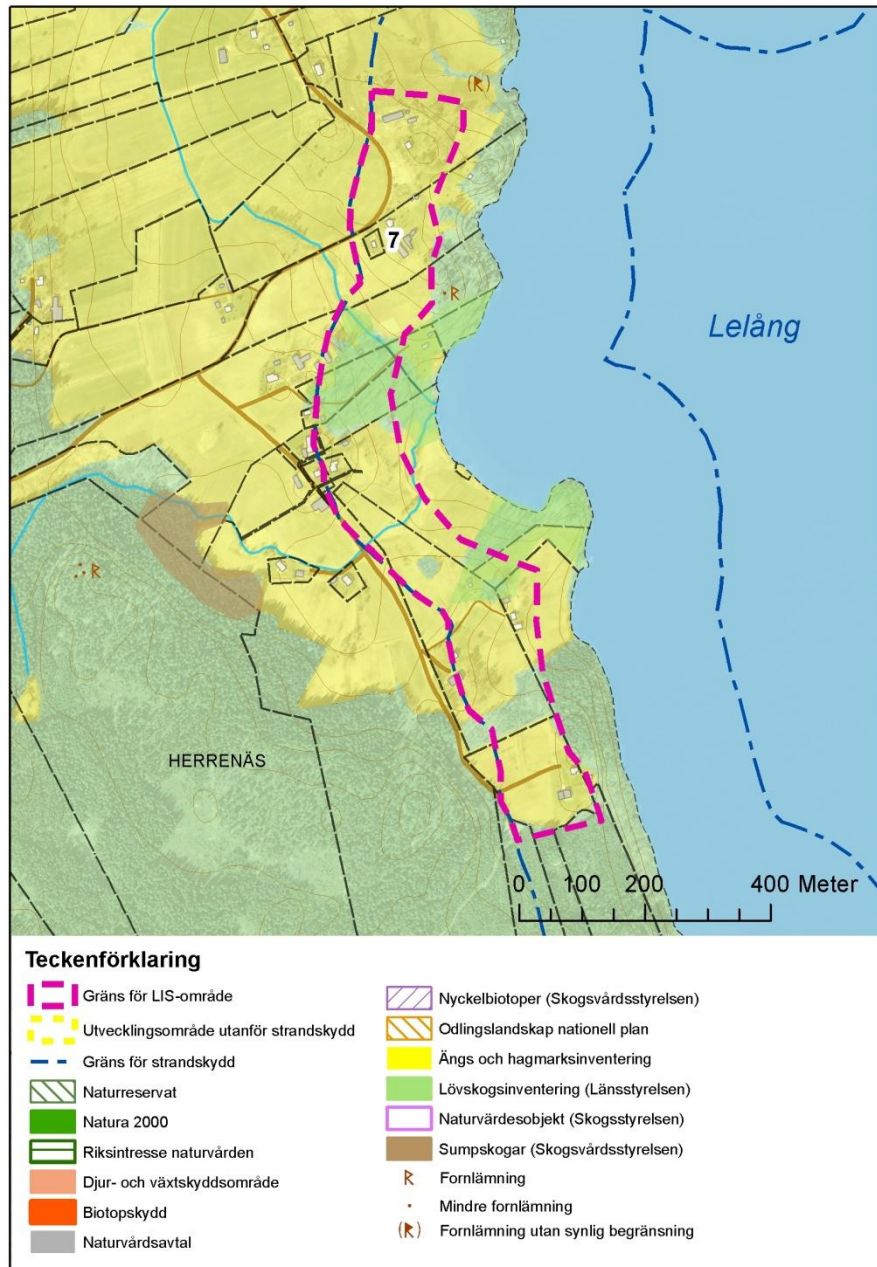 (R)
7
R
Lelång
R
HERRENÄS
0 100 200 400 Meter
Teckenförklaring
Gräns för LIS-område
Utvecklingsområde utanför strandskydd
Gräns för strandskydd
Naturreservat
Natura 2000
Riksintresse naturvården
Djur- och växtskyddsområde
Biotopskydd
Naturvårdsavtal
Nyckelbiotoper (Skogsvårdsstyrelsen)
Odlingslandskap nationell plan
Ängs och hagmarksinventering
Lövskogsinventering (Länsstyrelsen)
Naturvärdesobjekt (Skogsstyrelsen)
Sumpskogar (Skogsvårdsstyrelsen)
R Fornlämning
Mindre fornlämning
(R) Fornlämning utan synlig begränsning